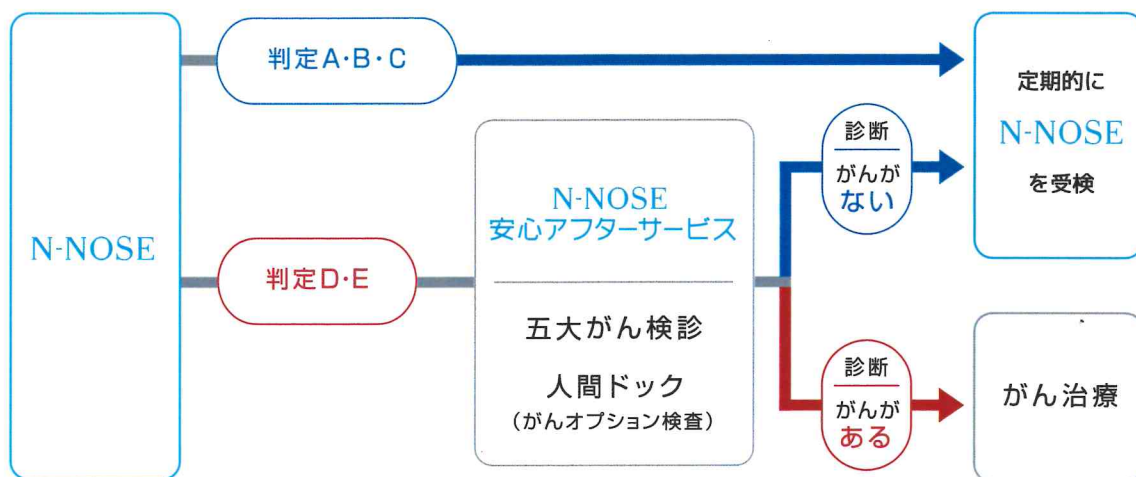 N-NOSE
判定A・B・C
判定D・E
N-NOSE
安心アフターサービス
五大がん検診
人間ドック
（がんオプション検査）
診断
がんが
ない
診断
がんが
ある
定期的に
N-NOSE
を受検
がん治療